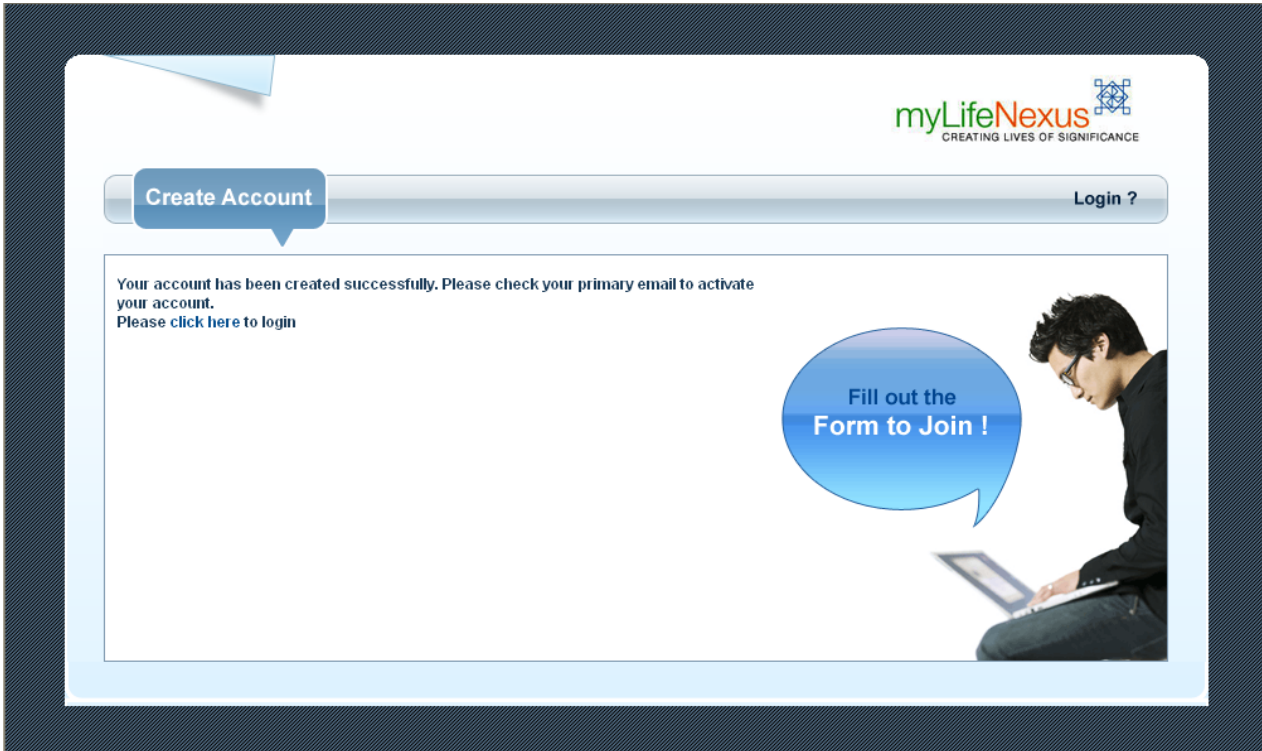 myLifeNexus
CREATING LIVES OF SIGNIFICANCE
Create Account
Login ?
Your account has been created successfully. Please check your primary email to activate
your account.
Please click here to login
Fill out the
Form to Join !